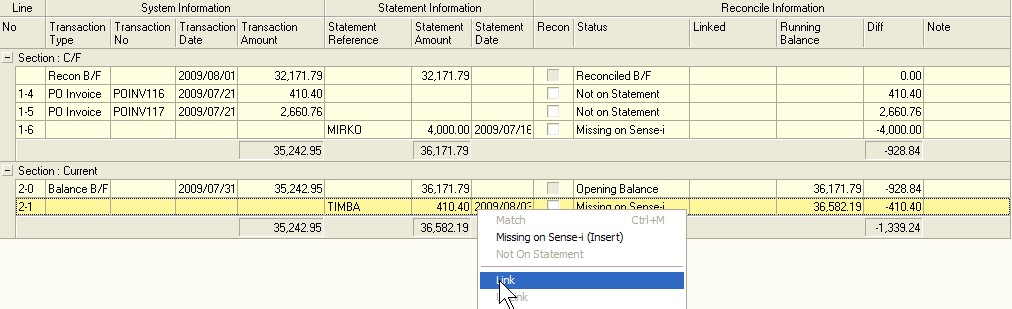 Line System Information Statement Information Reconcile Information
No Transaction Type Transaction No Transaction Date Transaction Amount Statement Reference Statement Amount Statement Date Recon Status Linked Running Balance Diff Note
Section : C/F
Recon B/F 2009/08/01 32,171.79 32,171.79 Reconciled B/F 0.00
1-4 PO Invoice POINV116 2009/07/21 410.40 Not on Statement 410.40
1-5 PO Invoice POINV117 2009/07/21 2,660.76 Not on Statement 2,660.76
1-6 MIRKO 4,000.00 2009/07/16 Missing on Sense-i -4,000.00
35,242.95 36,171.79 -928.84
Section : Current
2-0 Balance B/F 2009/07/31 35,242.95 36,171.79 Opening Balance 36,171.79 -928.84
2-1 TIMBA 410.40 2009/08/03 Missing on Sense-i 36,582.19 -410.40
35,242.95 36,582.19 -1,339.24
Match Ctrl+M
Missing on Sense-i (Insert)
Not On Statement
Link